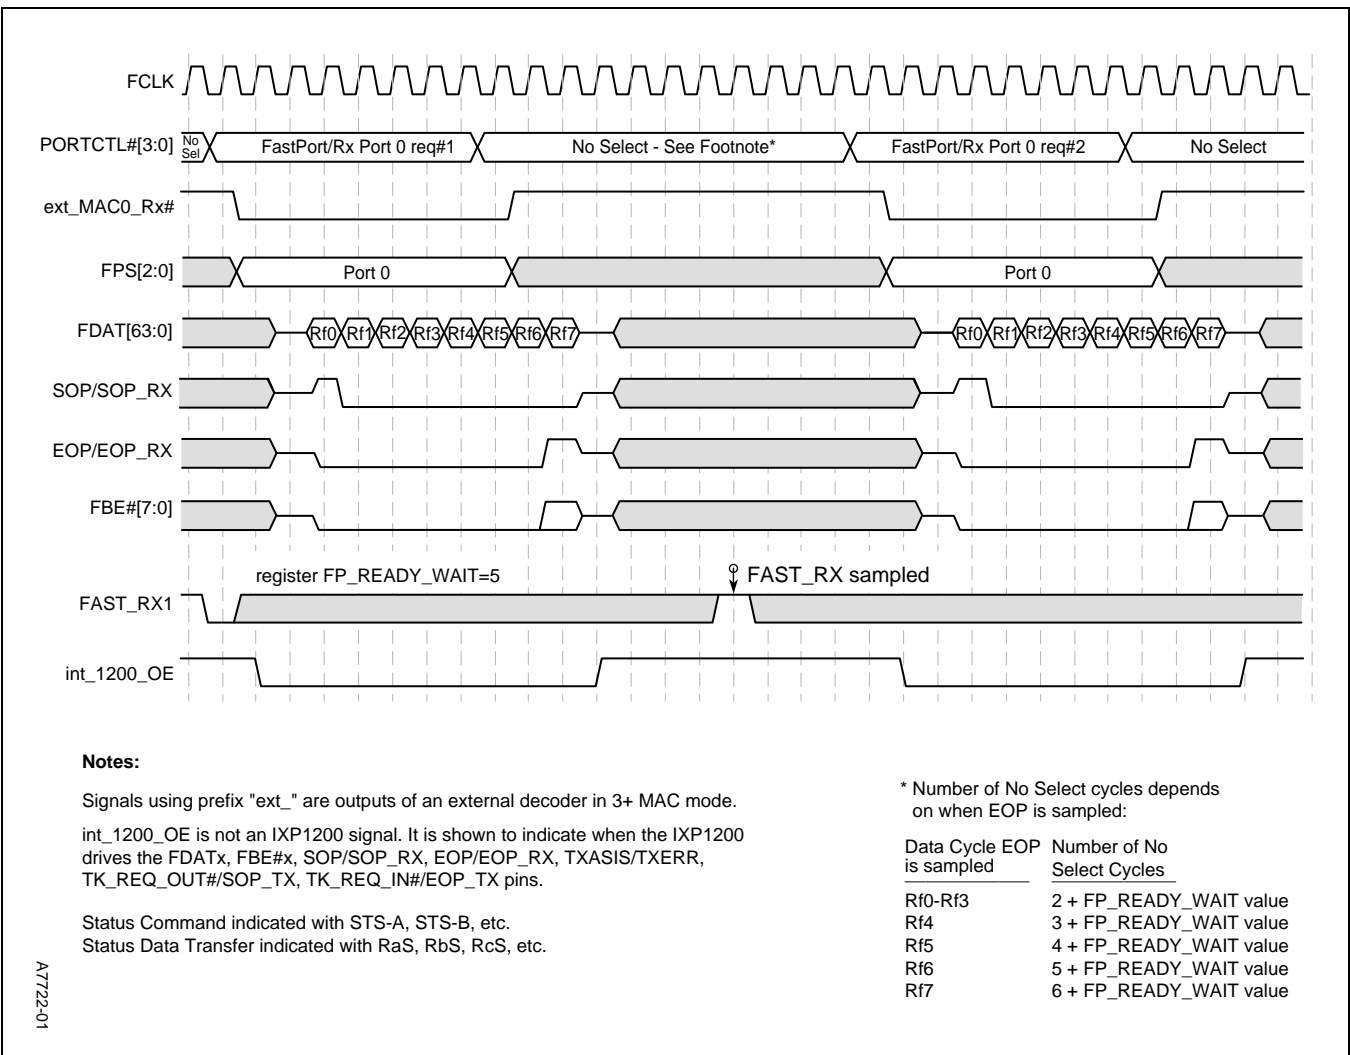 FCLK
PORTCTL#[3:0] No Sel FastPort/Rx Port 0 req#1 No Select - See Footnote* FastPort/Rx Port 0 req#2 No Select
ext_MAC0_Rx#
FPS[2:0] Port 0 Port 0
FDAT[63:0] Rf0 Rf1 Rf2 Rf3 Rf4 Rf5 Rf6 Rf7 Rf0 Rf1 Rf2 Rf3 Rf4 Rf5 Rf6 Rf7
SOP/SOP_RX
EOP/EOP_RX
FBE#[7:0]
register FP_READY_WAIT=5 FAST_RX sampled
FAST_RX1
int_1200_OE
Notes:
Signals using prefix "ext_" are outputs of an external decoder in 3+ MAC mode.
int_1200_OE is not an IXP1200 signal. It is shown to indicate when the IXP1200
drives the FDATx, FBE#x, SOP/SOP_RX, EOP/EOP_RX, TXASIS/TXERR,
TK_REQ_OUT#/SOP_TX, TK_REQ_IN#/EOP_TX pins.
Status Command indicated with STS-A, STS-B, etc.
Status Data Transfer indicated with RaS, RbS, RcS, etc.
* Number of No Select cycles depends
on when EOP is sampled:
Data Cycle EOP Number of No
is sampled Select Cycles
Rf0-Rf3 2 + FP_READY_WAIT value
Rf4 3 + FP_READY_WAIT value
Rf5 4 + FP_READY_WAIT value
Rf6 5 + FP_READY_WAIT value
Rf7 6 + FP_READY_WAIT value
A7722-01